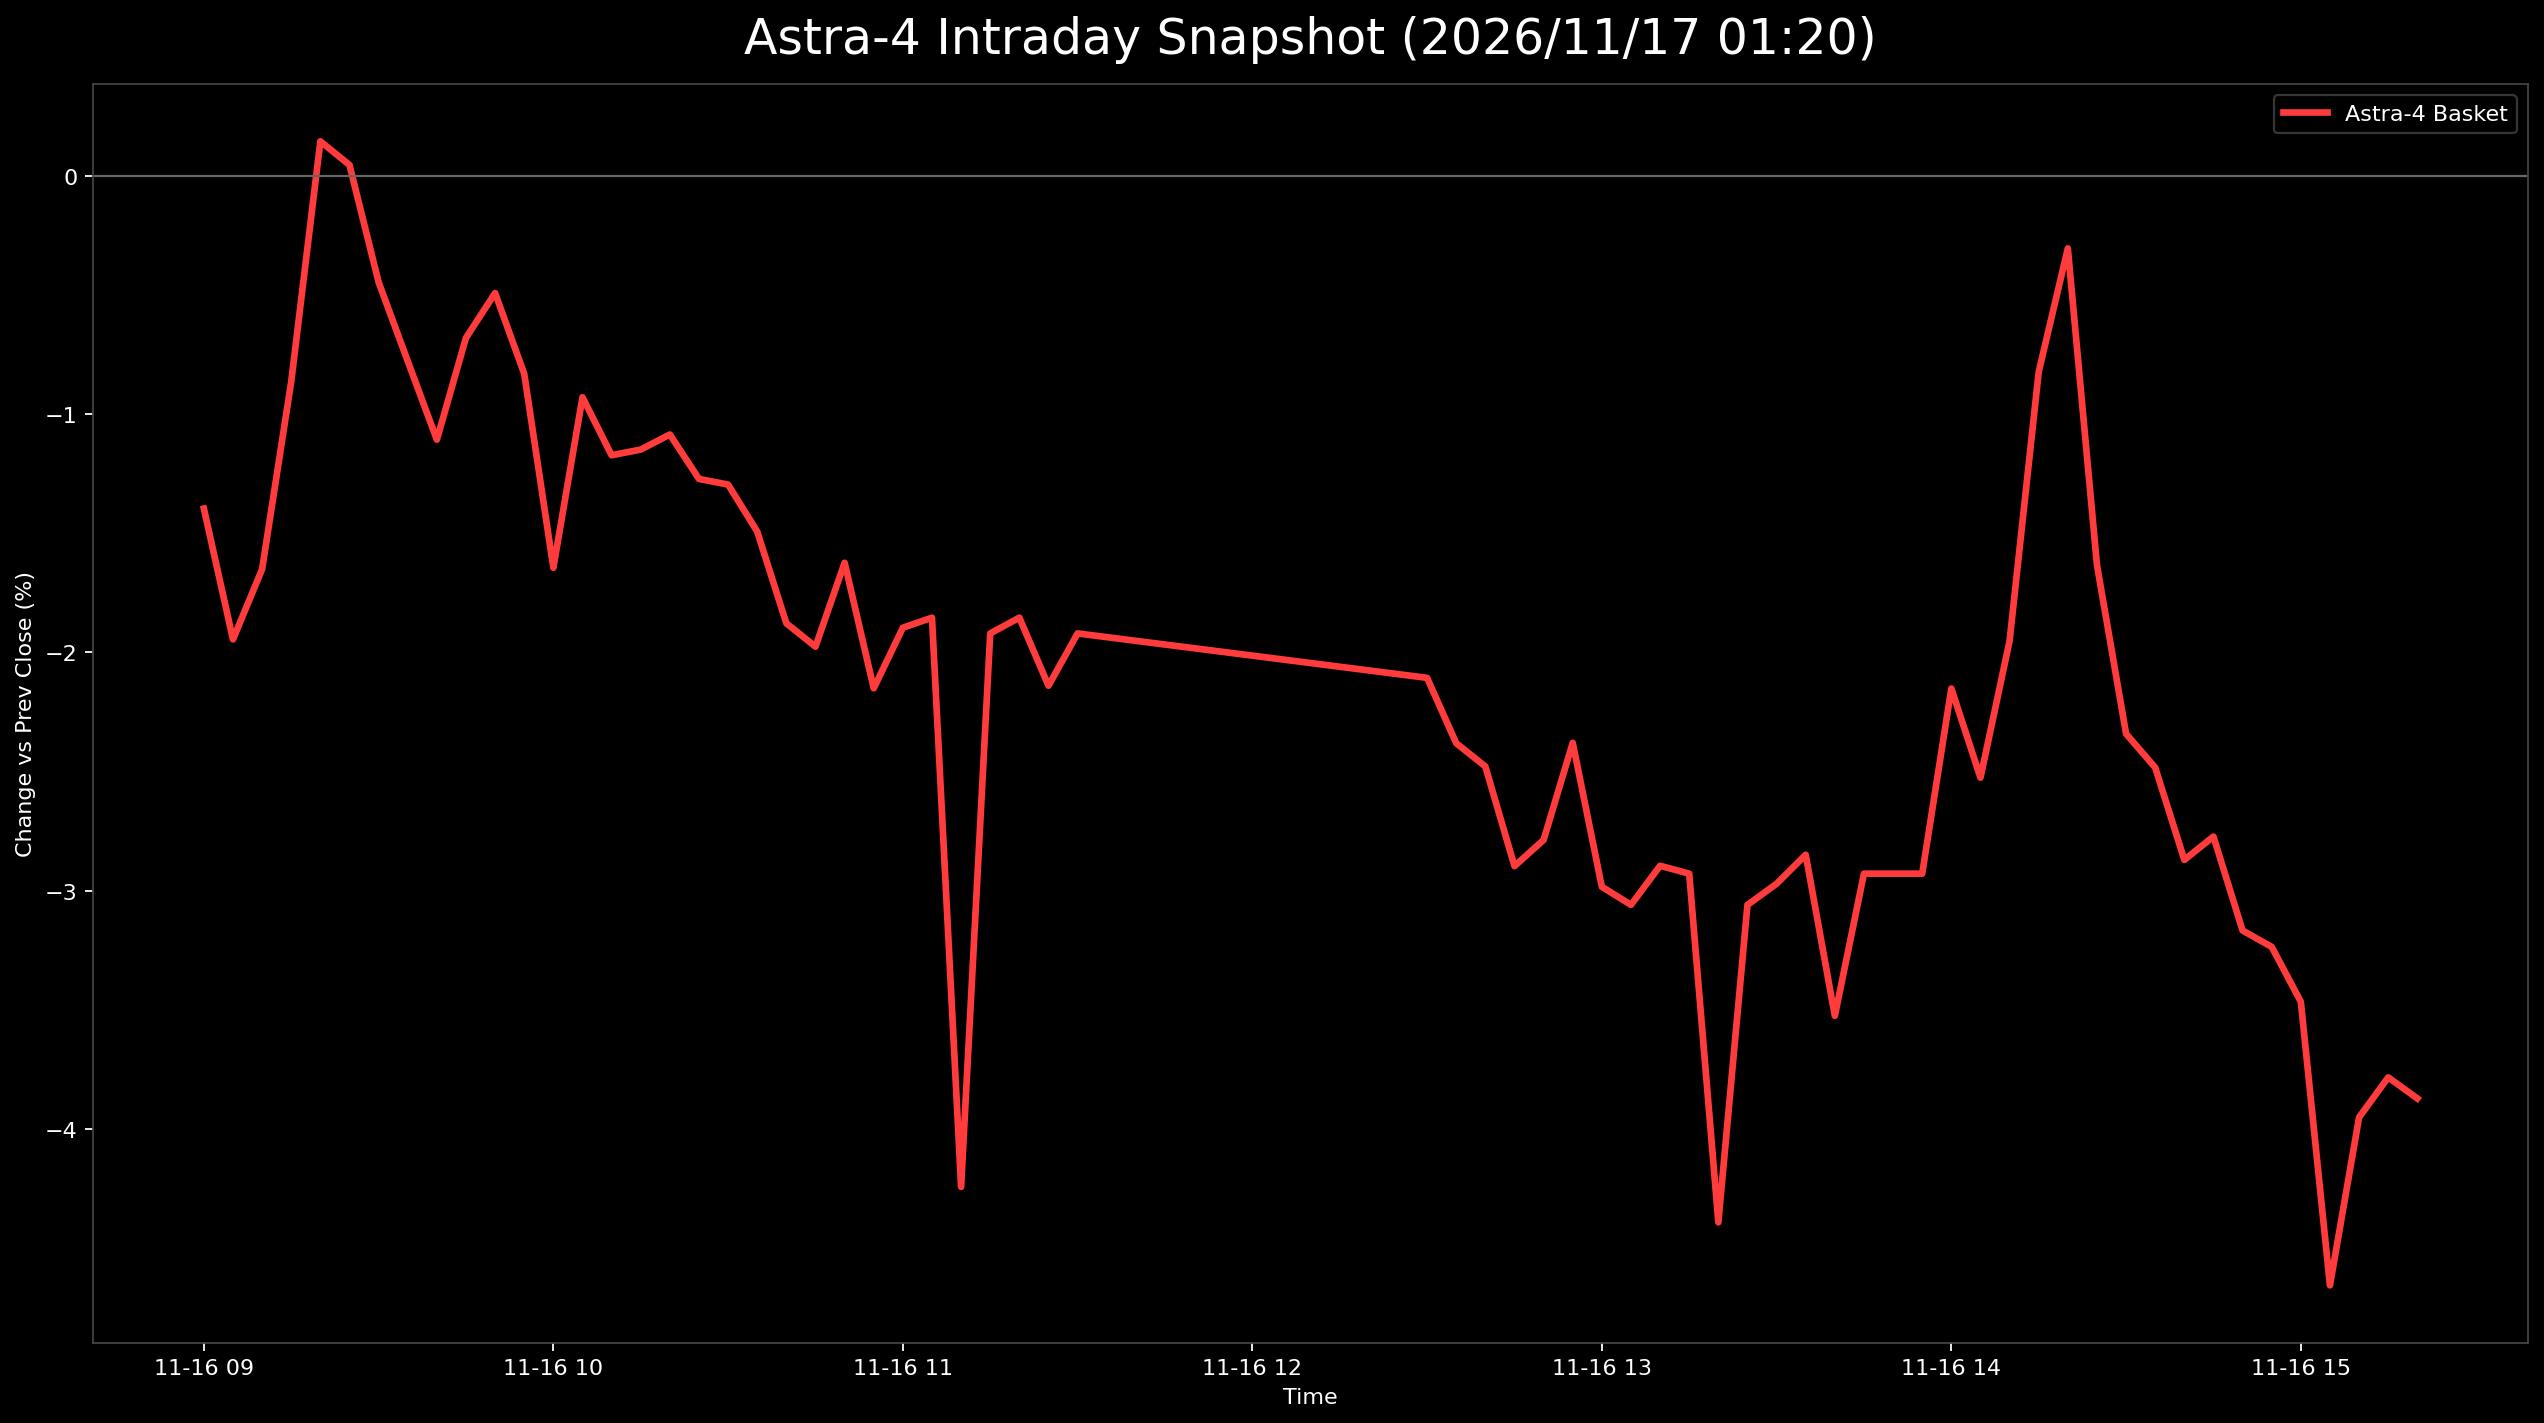 Astra-4 Intraday Snapshot (2026/11/17 01:20)
Astra-4 Basket
Change vs Prev Close (%)
0
−1
−2
−3
−4
11-16 09 11-16 10 11-16 11 11-16 12 11-16 13 11-16 14 11-16 15
Time